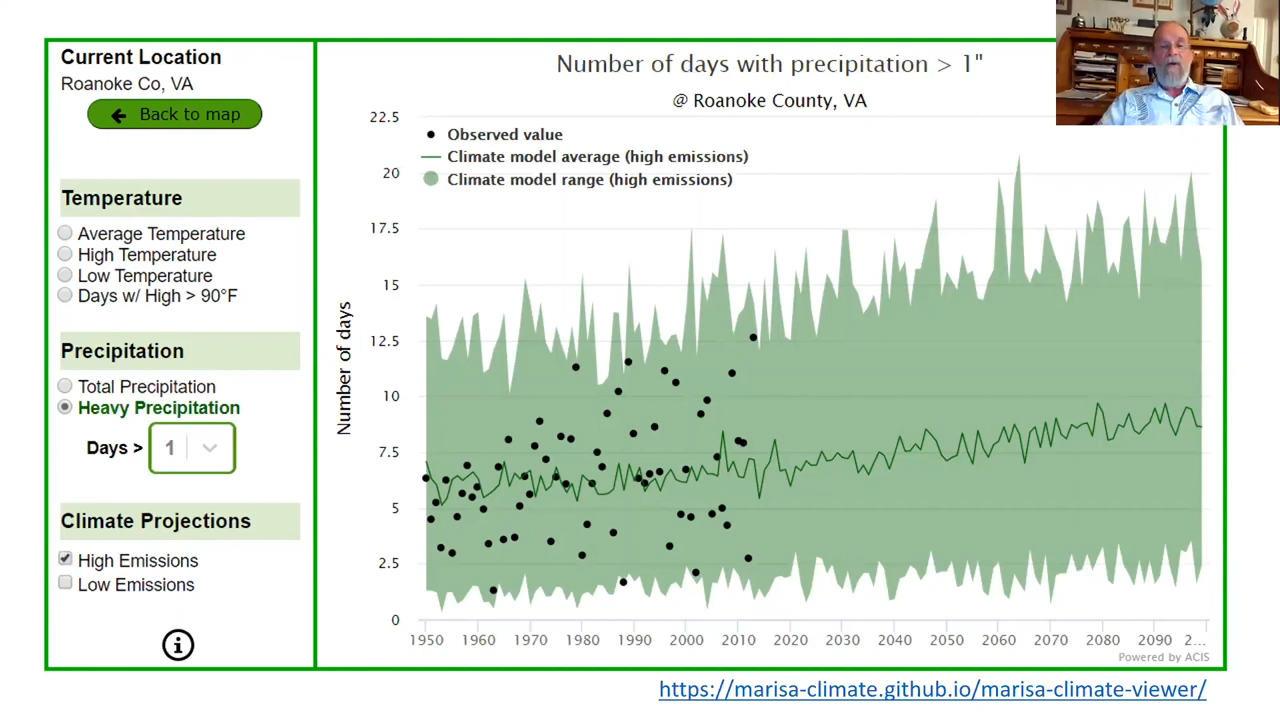 Current Location
Roanoke Co, VA
Back to map
Temperature
Average Temperature
High Temperature
Low Temperature
Days w/ High > 90°F
Precipitation
Total Precipitation
Heavy Precipitation
Days > 1
Climate Projections
High Emissions
Low Emissions
Number of days with precipitation > 1"
@ Roanoke County, VA
Observed value
Climate model average (high emissions)
Climate model range (high emissions)
Number of days
22.5
20
17.5
15
12.5
10
7.5
5
2.5
0
1950 1960 1970 1980 1990 2000 2010 2020 2030 2040 2050 2060 2070 2080 2090 2...
Powered by ACIS
https://marisa-climate.github.io/marisa-climate-viewer/